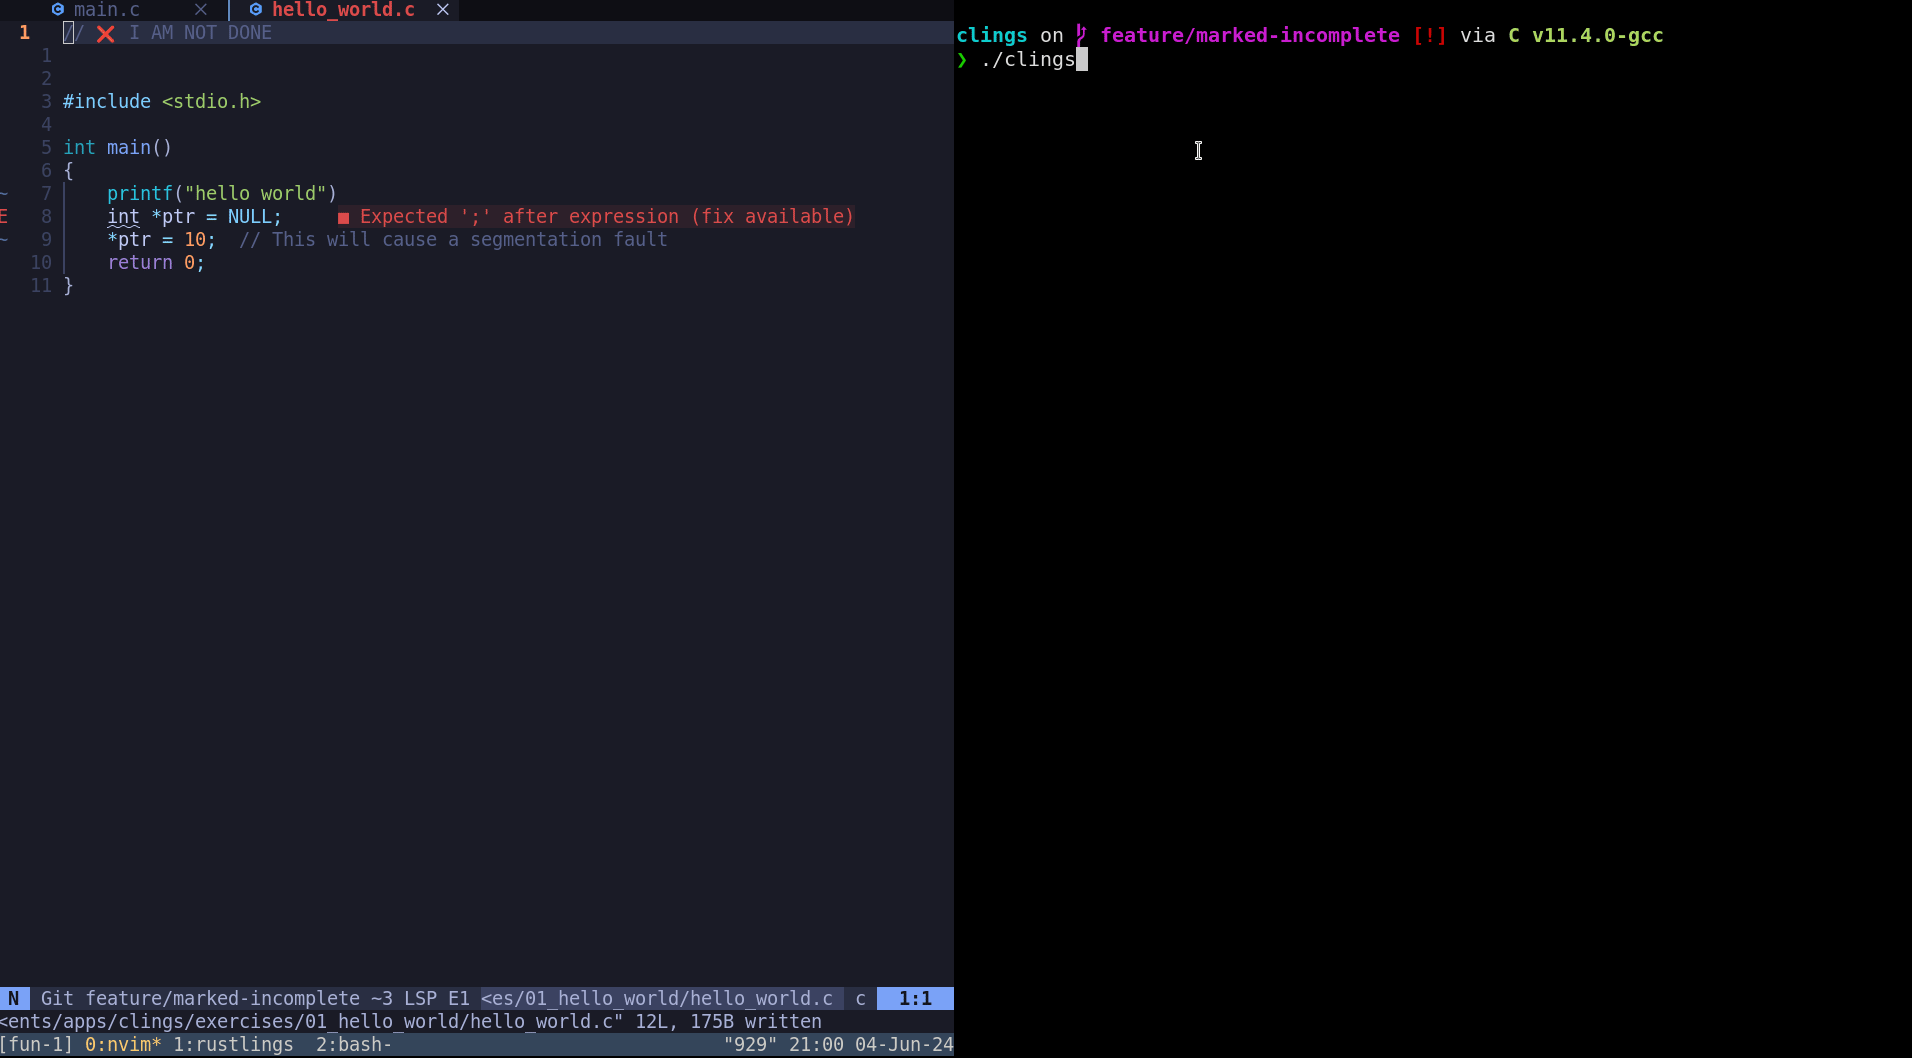 main.c hello_world.c
1 // ❌ I AM NOT DONE
1
2
3 #include <stdio.h>
4
5 int main()
6 {
~ 7 printf("hello world")
E 8 int *ptr = NULL; ■ Expected ';' after expression (fix available)
~ 9 *ptr = 10; // This will cause a segmentation fault
10 return 0;
11 }
N Git feature/marked-incomplete ~3 LSP E1 <es/01_hello_world/hello_world.c c 1:1
<ents/apps/clings/exercises/01_hello_world/hello_world.c" 12L, 175B written
[fun-1] 0:nvim* 1:rustlings 2:bash- "929" 21:00 04-Jun-24
clings on feature/marked-incomplete [!] via C v11.4.0-gcc
❯ ./clings